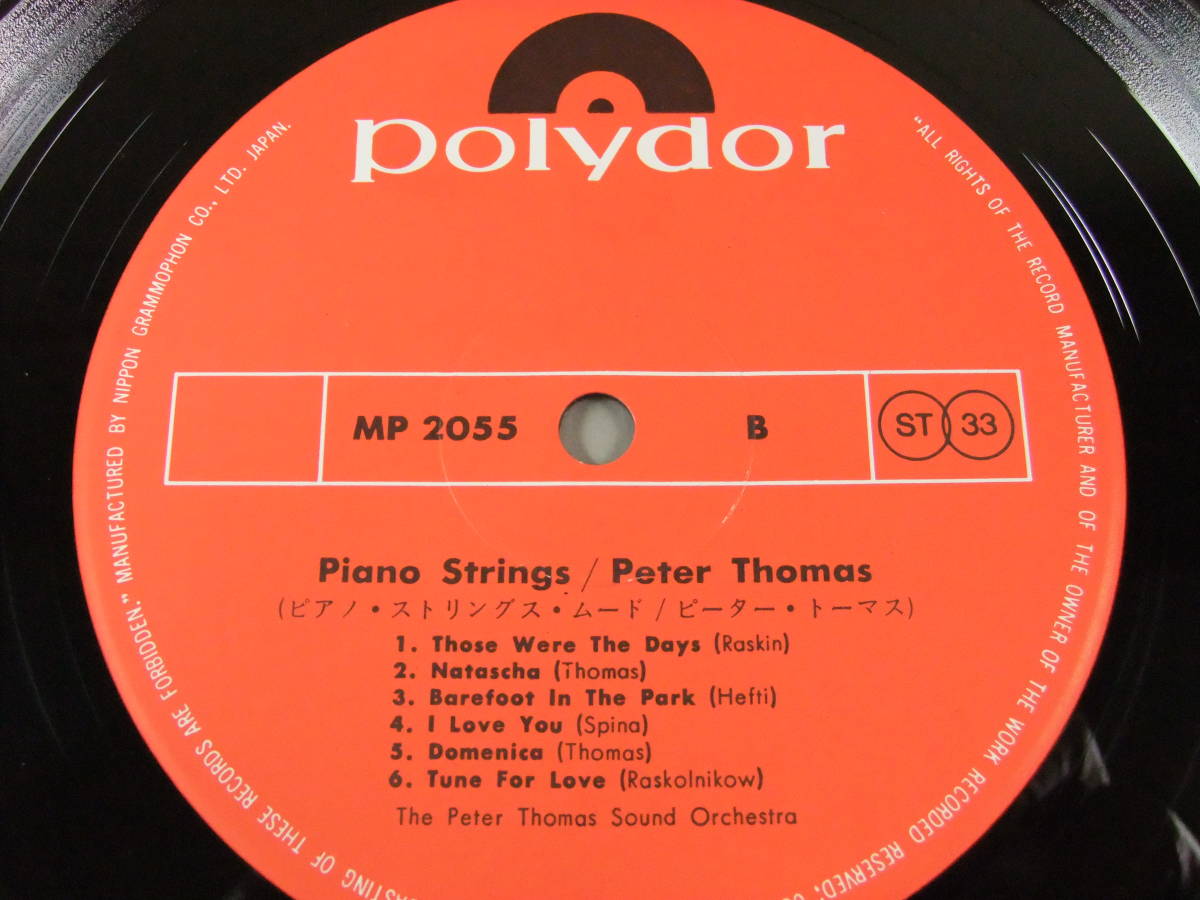 polydor
MP 2055 B ST 33
Piano Strings / Peter Thomas
(ピアノ・ストリングス・ムード / ピーター・トーマス)
1. Those Were The Days (Raskin)
2. Natascha (Thomas)
3. Barefoot In The Park (Hefti)
4. I Love You (Spina)
5. Domenica (Thomas)
6. Tune For Love (Raskolnikow)
The Peter Thomas Sound Orchestra
"ALL RIGHTS OF THE RECORD MANUFACTURER AND OF THE OWNER OF THE WORK RECORDED RESERVED;
OF THESE RECORDS ARE FORBIDDEN." MANUFACTURED BY NIPPON GRAMMOPHON CO., LTD. JAPAN.